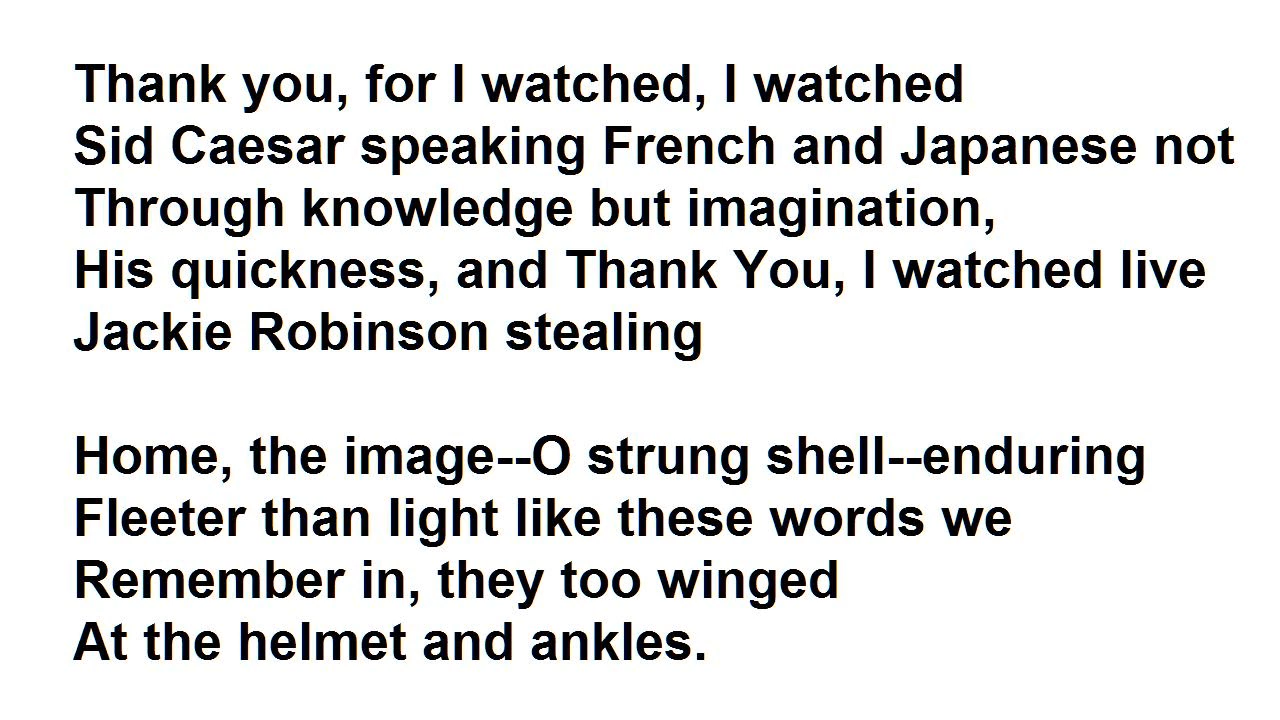 Thank you, for I watched, I watched
Sid Caesar speaking French and Japanese not
Through knowledge but imagination,
His quickness, and Thank You, I watched live
Jackie Robinson stealing
Home, the image--O strung shell--enduring
Fleeter than light like these words we
Remember in, they too winged
At the helmet and ankles.